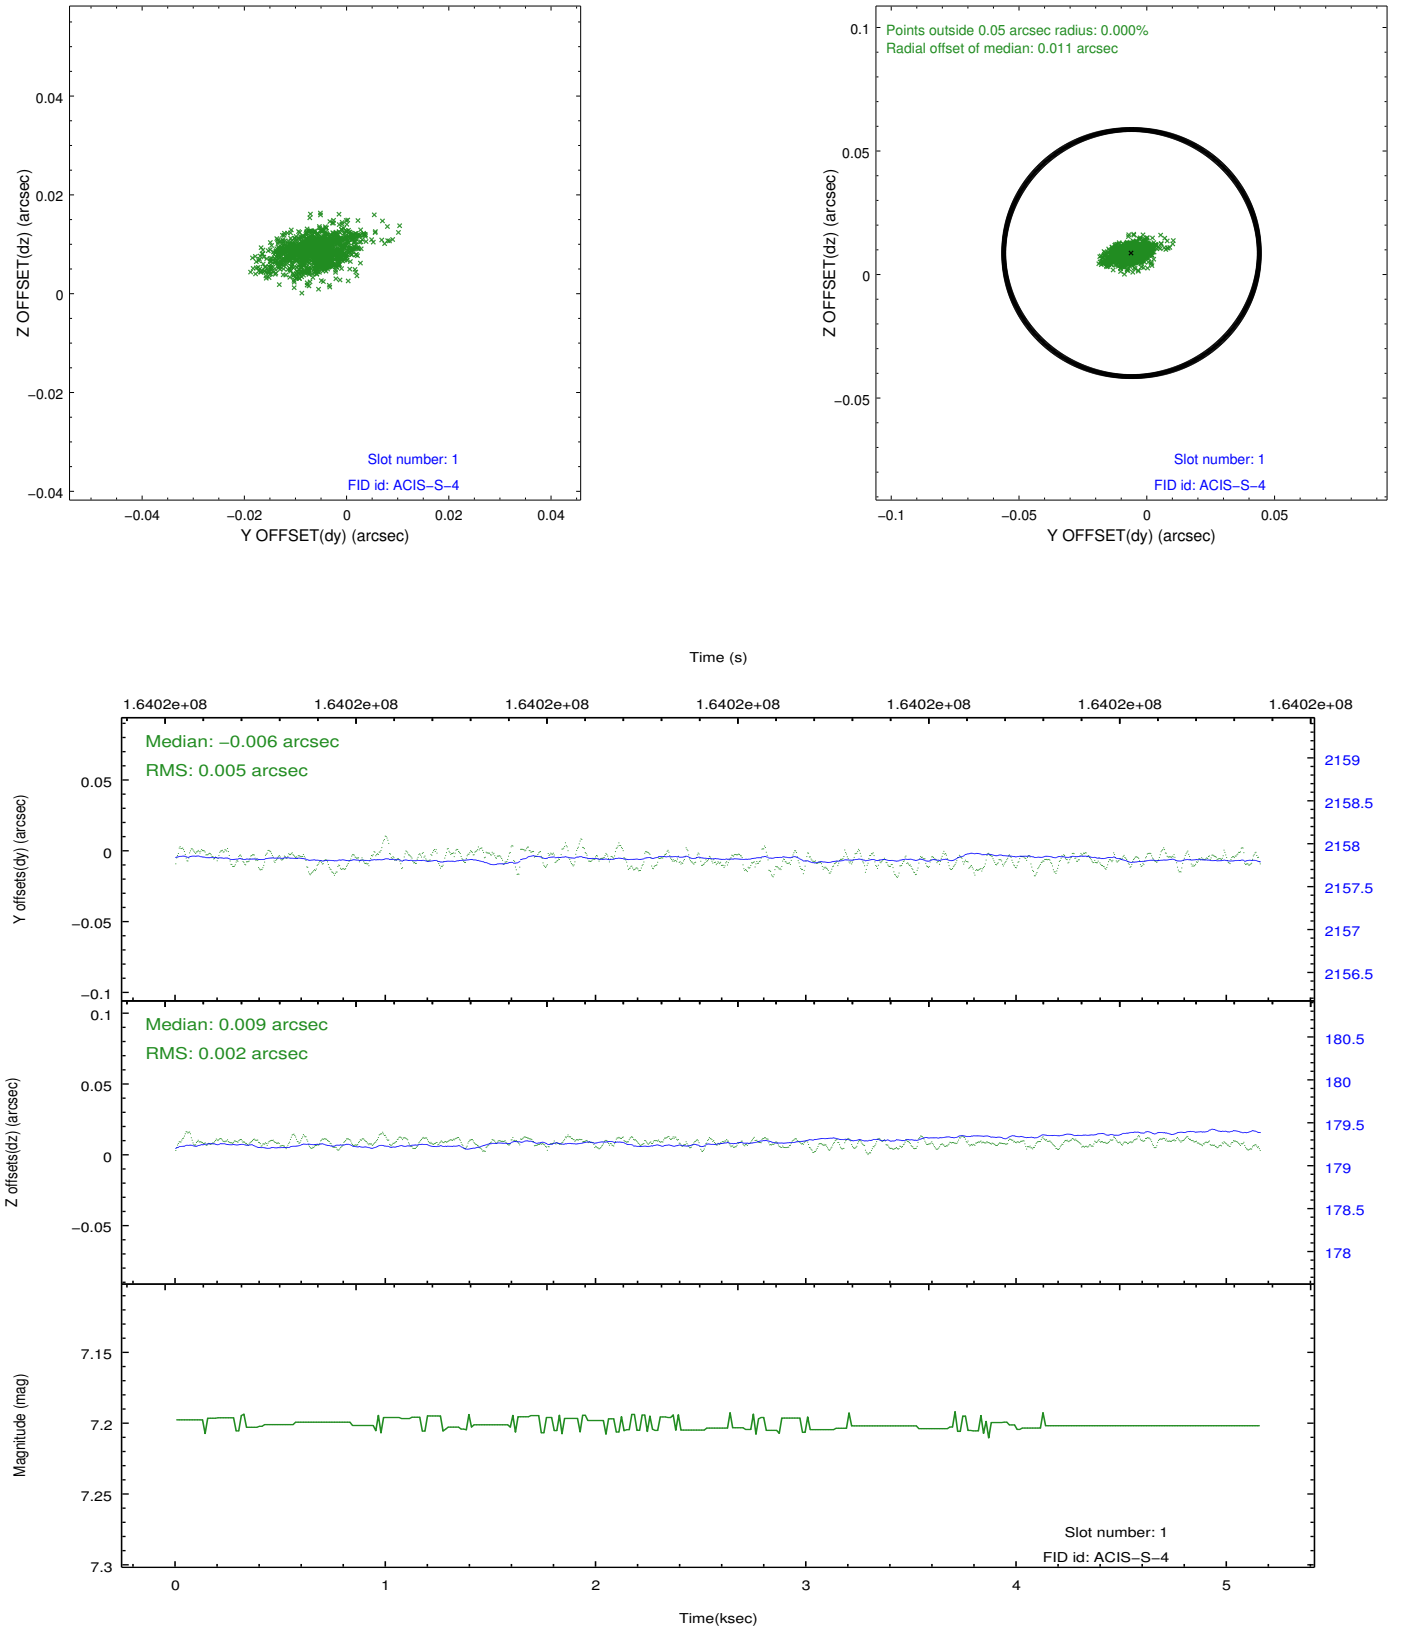 0.04
0.02
0
−0.02
−0.04
Z OFFSET(dz) (arcsec)
Slot number: 1
FID id: ACIS−S−4
−0.04 −0.02 0 0.02 0.04
Y OFFSET(dy) (arcsec)
Points outside 0.05 arcsec radius: 0.000%
Radial offset of median: 0.011 arcsec
0.1
0.05
0
−0.05
Z OFFSET(dz) (arcsec)
Slot number: 1
FID id: ACIS−S−4
−0.1 −0.05 0 0.05
Y OFFSET(dy) (arcsec)
Time (s)
1.6402e+08 1.6402e+08 1.6402e+08 1.6402e+08 1.6402e+08 1.6402e+08 1.6402e+08
Median: −0.006 arcsec
RMS: 0.005 arcsec
Y offsets(dy) (arcsec)
0.05
0
−0.05
−0.1
2159
2158.5
2158
2157.5
2157
2156.5
Median: 0.009 arcsec
RMS: 0.002 arcsec
Z offsets(dz) (arcsec)
0.1
0.05
0
−0.05
180.5
180
179.5
179
178.5
178
Magnitude (mag)
7.15
7.2
7.25
7.3
Slot number: 1
FID id: ACIS−S−4
0 1 2 3 4 5
Time(ksec)